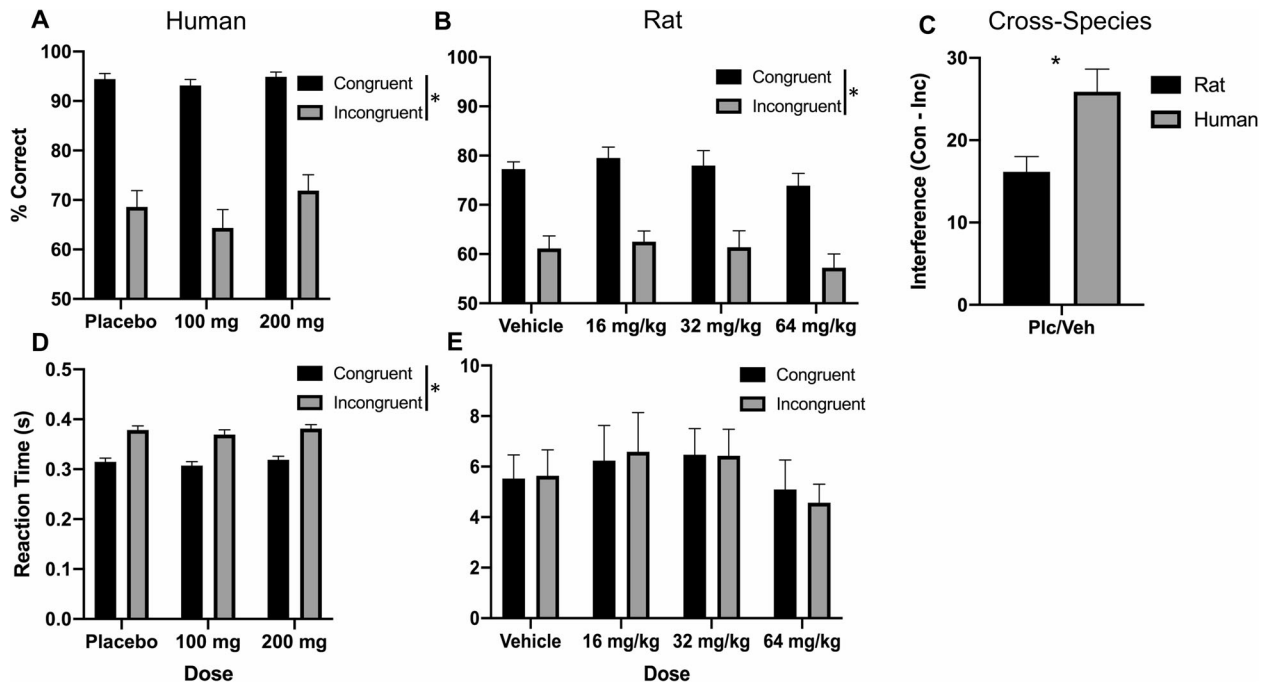 A Human
% Correct
100
90
80
70
60
50
Congruent
Incongruent
*
Placebo 100 mg 200 mg
B Rat
100
90
80
70
60
50
Congruent
Incongruent
*
Vehicle 16 mg/kg 32 mg/kg 64 mg/kg
Cross-Species
C
Interference (Con - Inc)
30
20
10
0
*
Rat
Human
Plc/Veh
D
Reaction Time (s)
0.5
0.4
0.3
0.2
0.1
0.0
Congruent
Incongruent
*
Placebo 100 mg 200 mg
Dose
E
10
8
6
4
2
0
Congruent
Incongruent
Vehicle 16 mg/kg 32 mg/kg 64 mg/kg
Dose